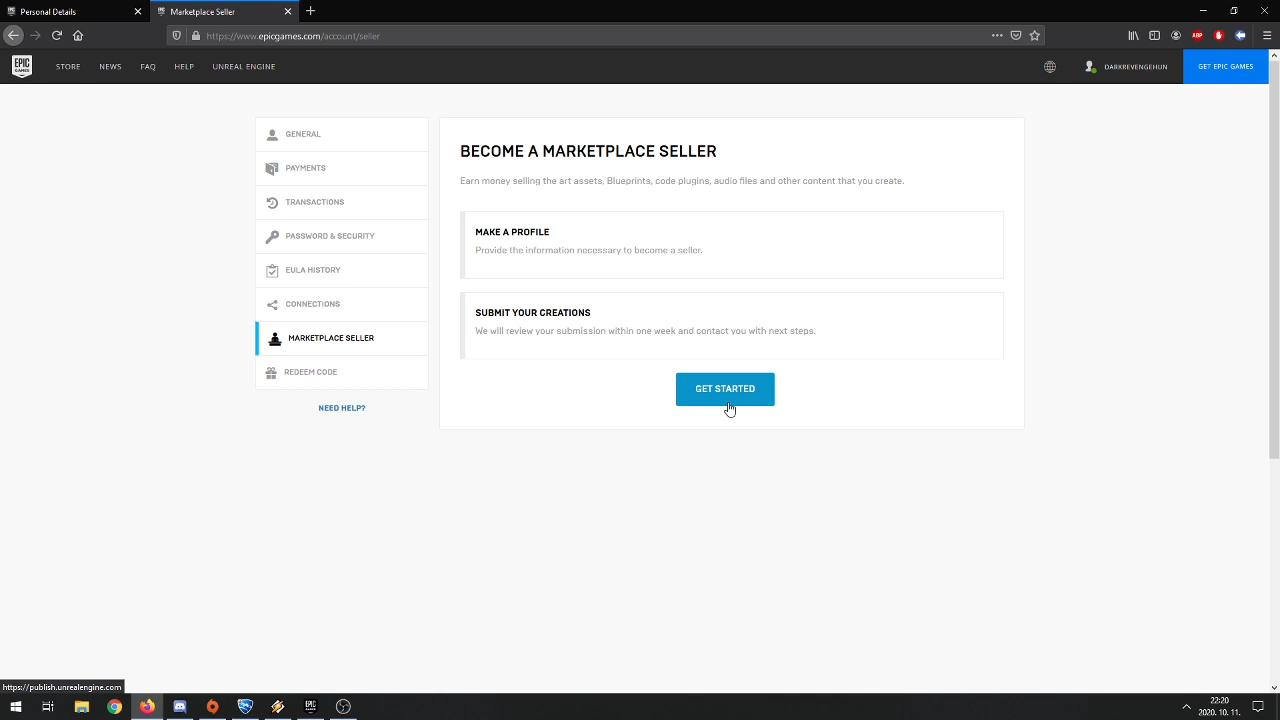 Personal Details
Marketplace Seller
https://www.epicgames.com/account/seller
EPIC GAMES
STORE
NEWS
FAQ
HELP
UNREAL ENGINE
DARKREVENGEHUN
GET EPIC GAMES
GENERAL
PAYMENTS
TRANSACTIONS
PASSWORD & SECURITY
EULA HISTORY
CONNECTIONS
MARKETPLACE SELLER
REDEEM CODE
NEED HELP?
BECOME A MARKETPLACE SELLER
Earn money selling the art assets, Blueprints, code plugins, audio files and other content that you create.
MAKE A PROFILE
Provide the information necessary to become a seller.
SUBMIT YOUR CREATIONS
We will review your submission within one week and contact you with next steps.
GET STARTED
https://publish.unrealengine.com
22:20
2020. 10. 11.